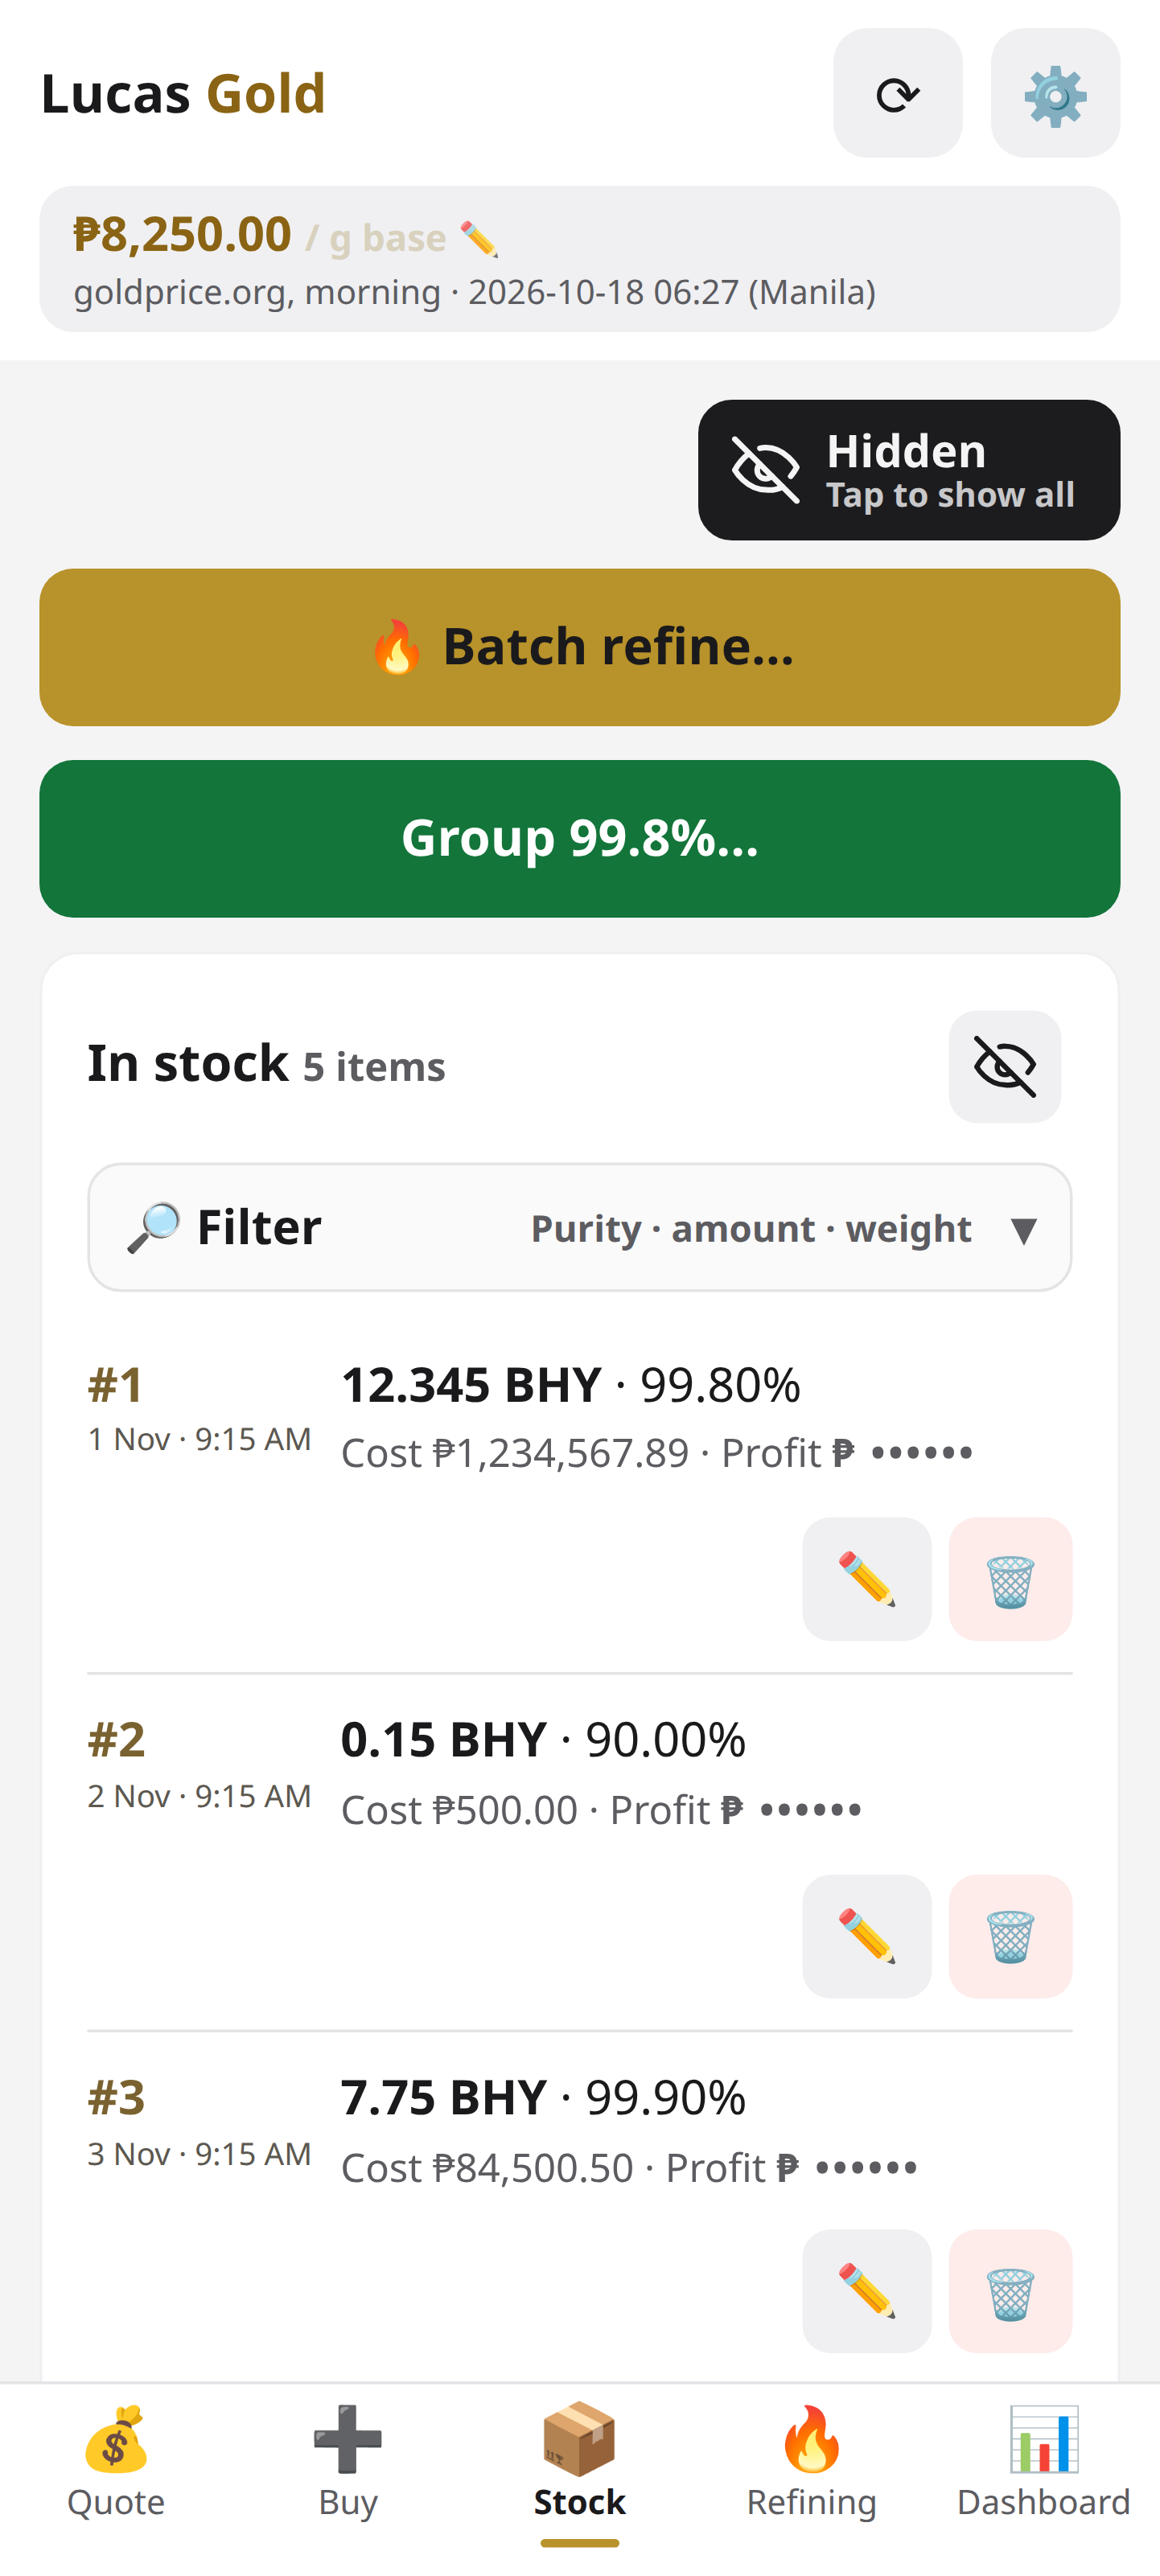 Lucas Gold
₱8,250.00 / g base
goldprice.org, morning · 2026-10-18 06:27 (Manila)
Hidden
Tap to show all
Batch refine...
Group 99.8%...
In stock 5 items
Filter Purity · amount · weight ▼
#1 12.345 BHY · 99.80%
1 Nov · 9:15 AM Cost ₱1,234,567.89 · Profit ₱ ••••••
#2 0.15 BHY · 90.00%
2 Nov · 9:15 AM Cost ₱500.00 · Profit ₱ ••••••
#3 7.75 BHY · 99.90%
3 Nov · 9:15 AM Cost ₱84,500.50 · Profit ₱ ••••••
Quote Buy Stock Refining Dashboard